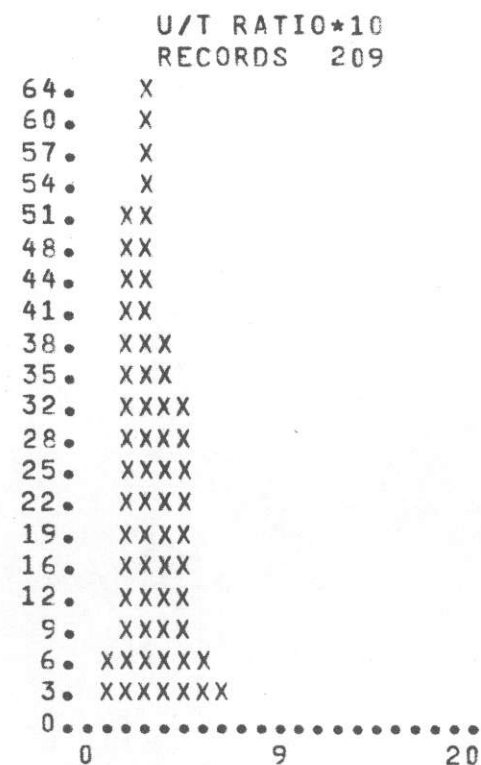 U/T RATIO*10
RECORDS 209
64. X
60. X
57. X
54. X
51. XX
48. XX
44. XX
41. XX
38. XXX
35. XXX
32. XXXX
28. XXXX
25. XXXX
22. XXXX
19. XXXX
16. XXXX
12. XXXX
9. XXXX
6. XXXXXX
3. XXXXXXX
0.....................
0 9 20